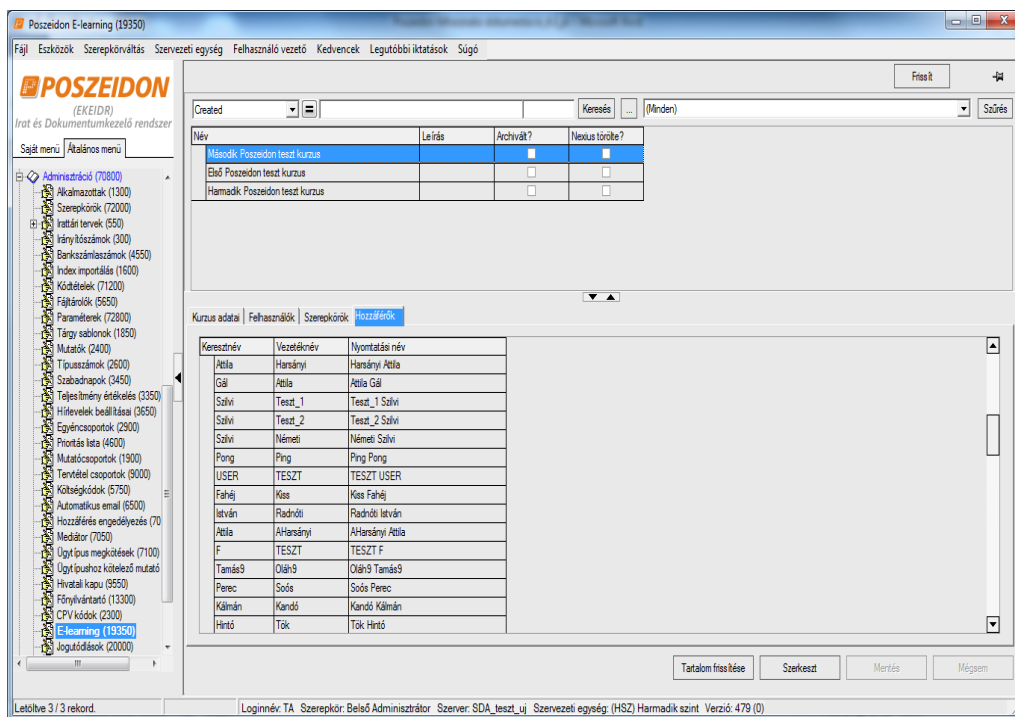 Poszeidon E-learning (19350)
Fájl Eszközök Szerepkörváltás Szervezeti egység Felhasználó vezető Kedvencek Legutóbbi iktatások Súgó
POSZEIDON
(EKEIDR)
Irat és Dokumentumkezelő rendszer
Saját menü Általános menü
Frissít
Created = Keresés ... (Minden) Szűrés
Név Leírás Archivált? Nexius törölte?
Második Poszeidon teszt kurzus
Első Poszeidon teszt kurzus
Harmadik Poszeidon teszt kurzus
Adminisztráció (70800)
Alkalmazottak (1300)
Szerepkörök (72000)
Irattári tervek (550)
Irányítószámok (300)
Bankszámlaszámok (4550)
Index importálás (1600)
Kódtételek (71200)
Fájltárolók (5650)
Paraméterek (72800)
Tárgy sablonok (1850)
Mutatók (2400)
Típusszámok (2600)
Szabadnapok (3450)
Teljesítmény értékelés (3350)
Hírlevelek beállításai (3650)
Egyéncsoportok (2900)
Prioritás lista (4600)
Mutatócsoportok (1900)
Tervtétel csoportok (9000)
Költségkódok (5750)
Automatikus email (6500)
Hozzáférés engedélyezés (70
Mediátor (7050)
Ügytípus megkötések (7100)
Ügytípushoz kötelező mutató
Hivatali kapu (9550)
Főnyilvántartó (13300)
CPV kódok (2300)
E-learning (19350)
Jogutódlások (20000)
Kurzus adatai Felhasználók Szerepkörök Hozzáférők
Keresztnév Vezetéknév Nyomtatási név
Attila Harsányi Harsányi Attila
Gál Attila Attila Gál
Szilvi Teszt_1 Teszt_1 Szilvi
Szilvi Teszt_2 Teszt_2 Szilvi
Szilvi Németi Németi Szilvi
Pong Ping Ping Pong
USER TESZT TESZT USER
Fahéj Kiss Kiss Fahéj
István Radnóti Radnóti István
Attila AHarsányi AHarsányi Attila
F TESZT TESZT F
Tamás9 Oláh9 Oláh9 Tamás9
Perec Soós Soós Perec
Kálmán Kandó Kandó Kálmán
Hintó Tök Tök Hintó
Tartalom frissítése Szerkeszt Mentés Mégsem
Letöltve 3 / 3 rekord. Loginnév: TA Szerepkör: Belső Adminisztrátor Szerver: SDA_teszt_uj Szervezeti egység: (HSZ) Harmadik szint Verzió: 479 (0)